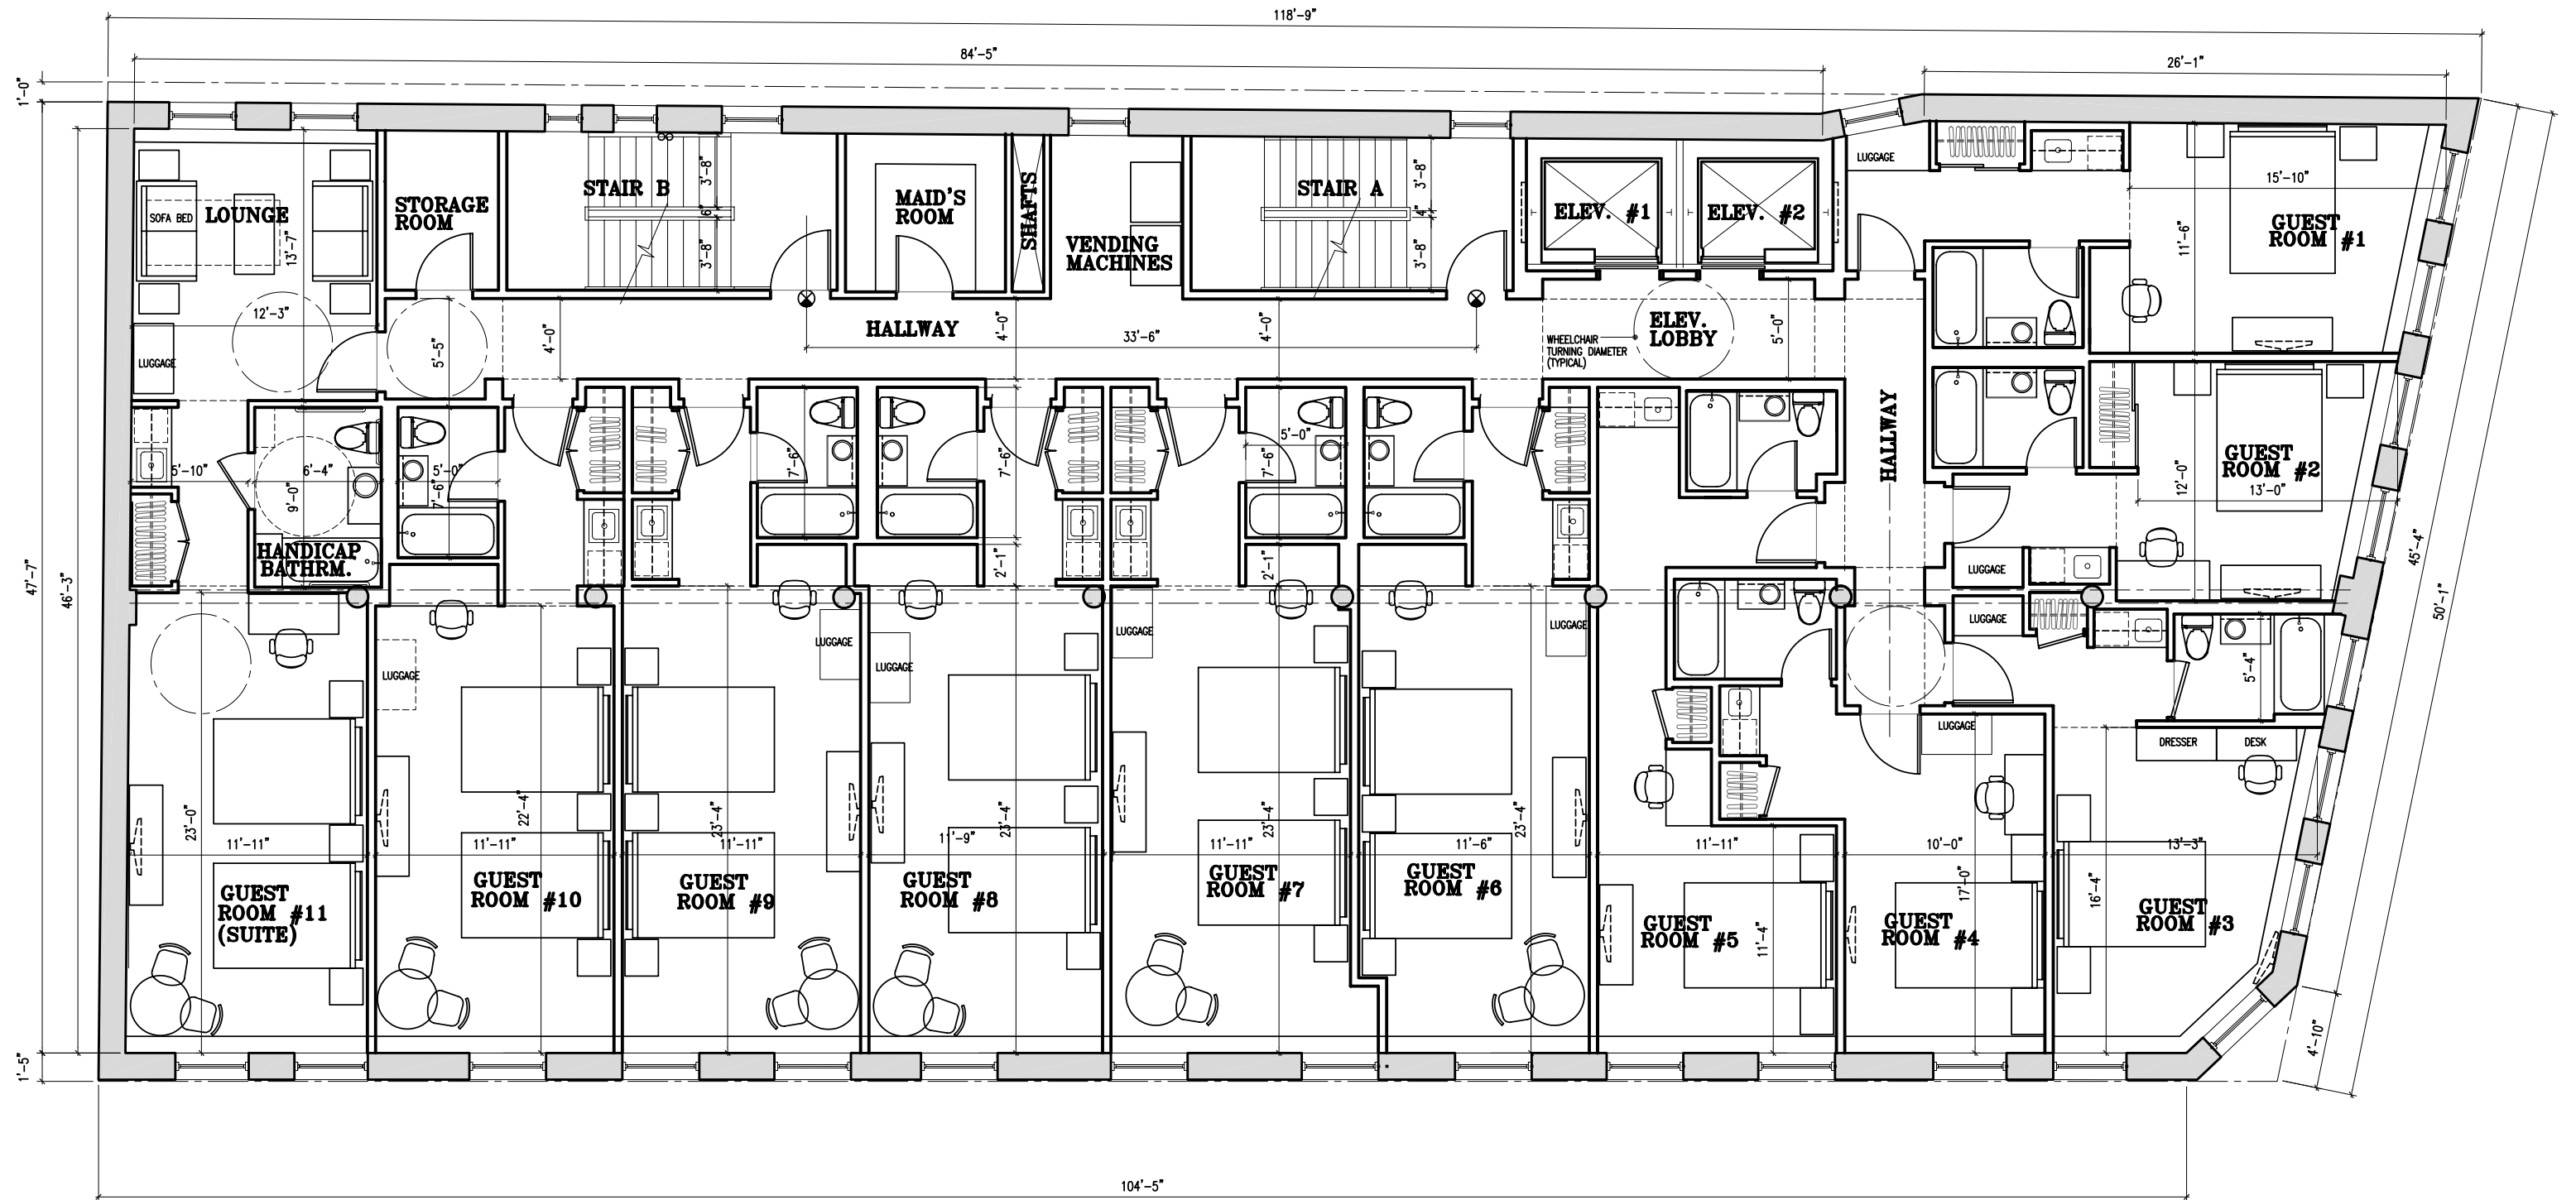 118'-9"
84'-5"
26'-1"
1'-0"
47'-7"
46'-3"
1'-5"
SOFA BED
LOUNGE
13'-7"
12'-3"
LUGGAGE
STORAGE
ROOM
STAIR B
3'-8"
6"
3'-8"
MAID'S
ROOM
SHAFTS
VENDING
MACHINES
STAIR A
3'-8"
4"
3'-8"
ELEV. #1
ELEV. #2
LUGGAGE
15'-10"
11'-6"
GUEST
ROOM #1
5'-5"
4'-0"
HALLWAY
4'-0"
33'-6"
4'-0"
WHEELCHAIR
TURNING DIAMETER
(TYPICAL)
ELEV.
LOBBY
5'-0"
HALLWAY
GUEST
ROOM #2
12'-0"
13'-0"
5'-10"
6'-4"
9'-0"
HANDICAP
BATHRM.
5'-0"
7'-6"
7'-6"
7'-6"
5'-0"
7'-6"
2'-1"
2'-1"
LUGGAGE
LUGGAGE
5'-4"
45'-4"
50'-1"
4'-10"
LUGGAGE
LUGGAGE
LUGGAGE
LUGGAGE
LUGGAGE
LUGGAGE
DRESSER
DESK
23'-0"
22'-4"
23'-4"
23'-4"
23'-4"
23'-4"
11'-11"
11'-11"
11'-11"
11'-9"
11'-11"
11'-6"
11'-11"
10'-0"
13'-3"
GUEST
ROOM #11
(SUITE)
GUEST
ROOM #10
GUEST
ROOM #9
GUEST
ROOM #8
GUEST
ROOM #7
GUEST
ROOM #6
GUEST
ROOM #5
11'-4"
GUEST
ROOM #4
17'-0"
16'-4"
GUEST
ROOM #3
104'-5"